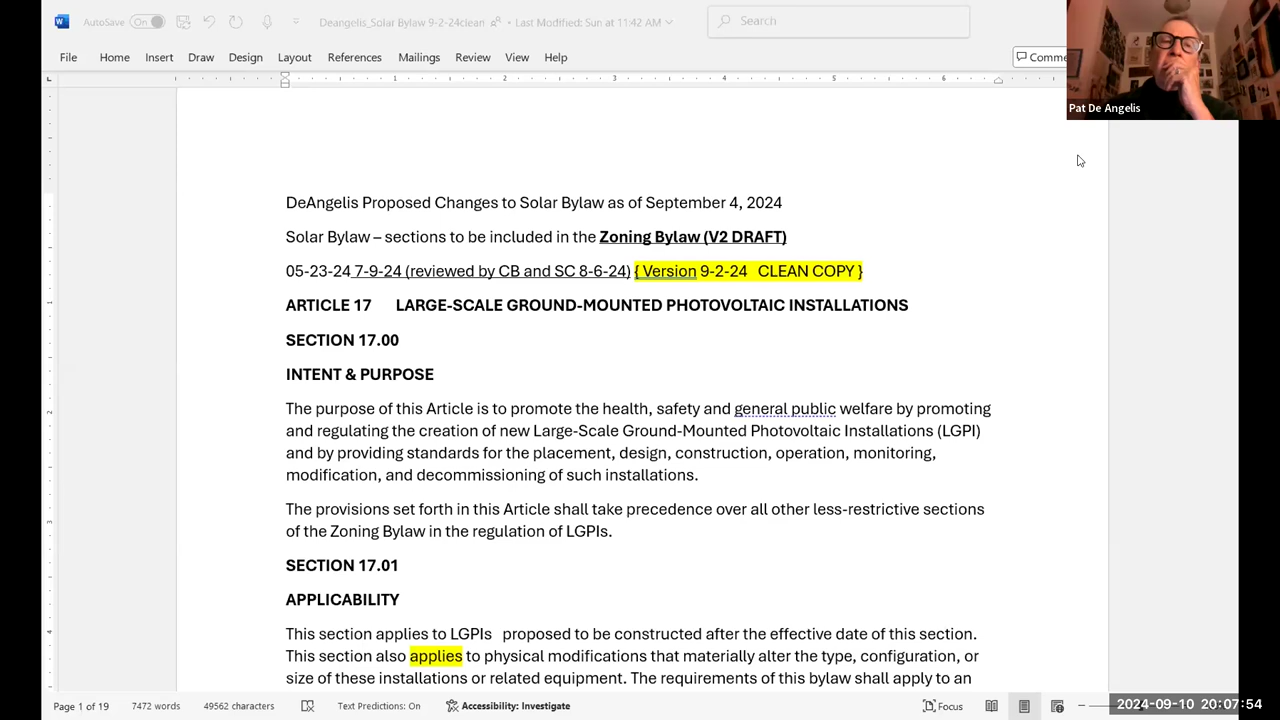 AutoSave On Deangelis_Solar Bylaw 9-2-24clean • Last Modified: Sun at 11:42 AM Search
File Home Insert Draw Design Layout References Mailings Review View Help Comme
Pat De Angelis
1 2 3 4 5 6
DeAngelis Proposed Changes to Solar Bylaw as of September 4, 2024
Solar Bylaw – sections to be included in the Zoning Bylaw (V2 DRAFT)
05-23-24 7-9-24 (reviewed by CB and SC 8-6-24) { Version 9-2-24 CLEAN COPY }
ARTICLE 17 LARGE-SCALE GROUND-MOUNTED PHOTOVOLTAIC INSTALLATIONS
SECTION 17.00
INTENT & PURPOSE
The purpose of this Article is to promote the health, safety and general public welfare by promoting
and regulating the creation of new Large-Scale Ground-Mounted Photovoltaic Installations (LGPI)
and by providing standards for the placement, design, construction, operation, monitoring,
modification, and decommissioning of such installations.
The provisions set forth in this Article shall take precedence over all other less-restrictive sections
of the Zoning Bylaw in the regulation of LGPIs.
SECTION 17.01
APPLICABILITY
This section applies to LGPIs proposed to be constructed after the effective date of this section.
This section also applies to physical modifications that materially alter the type, configuration, or
size of these installations or related equipment. The requirements of this bylaw shall apply to an
Page 1 of 19 7472 words 49562 characters Text Predictions: On Accessibility: Investigate Focus
2024-09-10 20:07:54